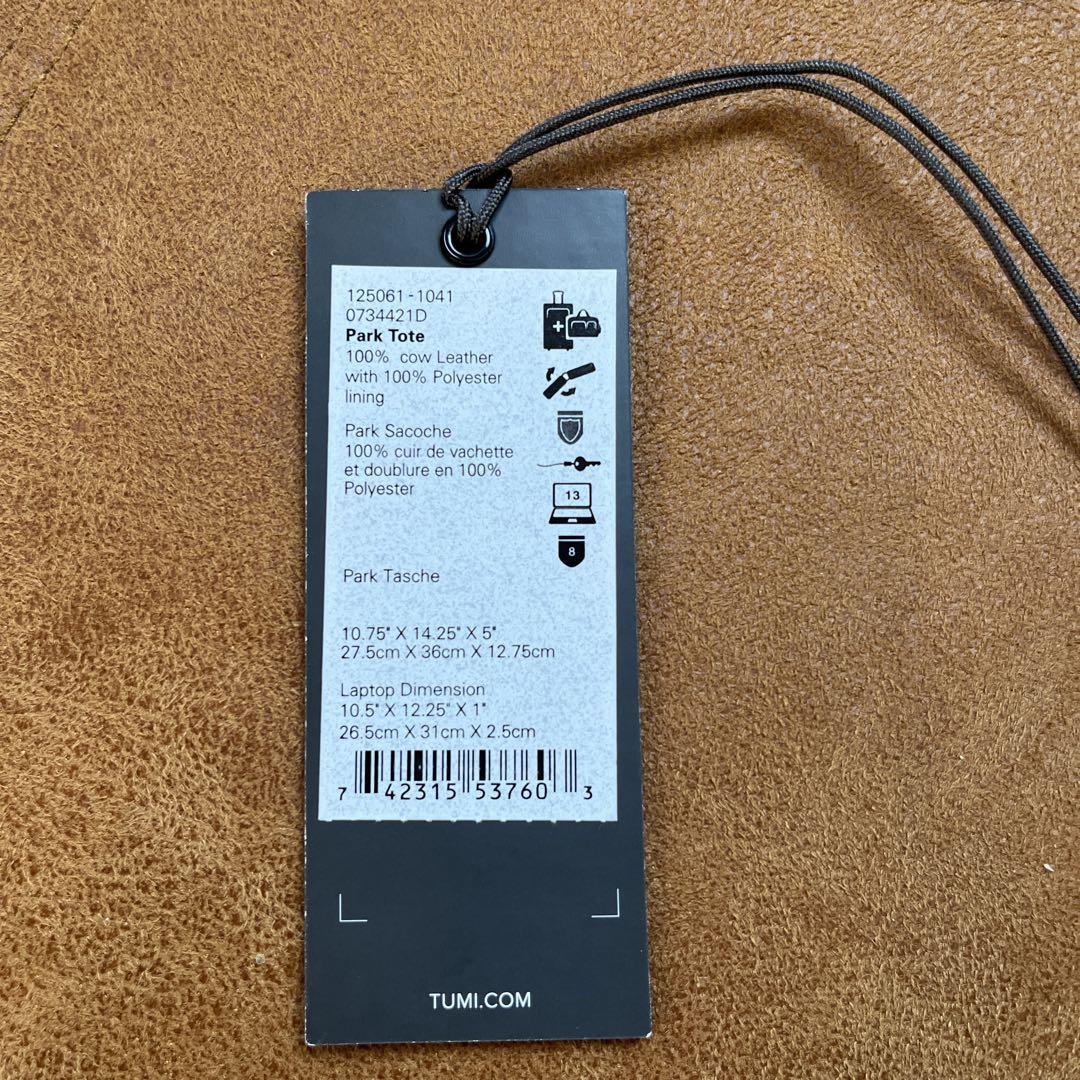 125061-1041
0734421D
Park Tote
100% cow Leather
with 100% Polyester
lining
Park Sacoche
100% cuir de vachette
et doublure en 100%
Polyester
13
8
Park Tasche
10.75" X 14.25" X 5"
27.5cm X 36cm X 12.75cm
Laptop Dimension
10.5" X 12.25" X 1"
26.5cm X 31cm X 2.5cm
7 42315 53760 3
TUMI.COM